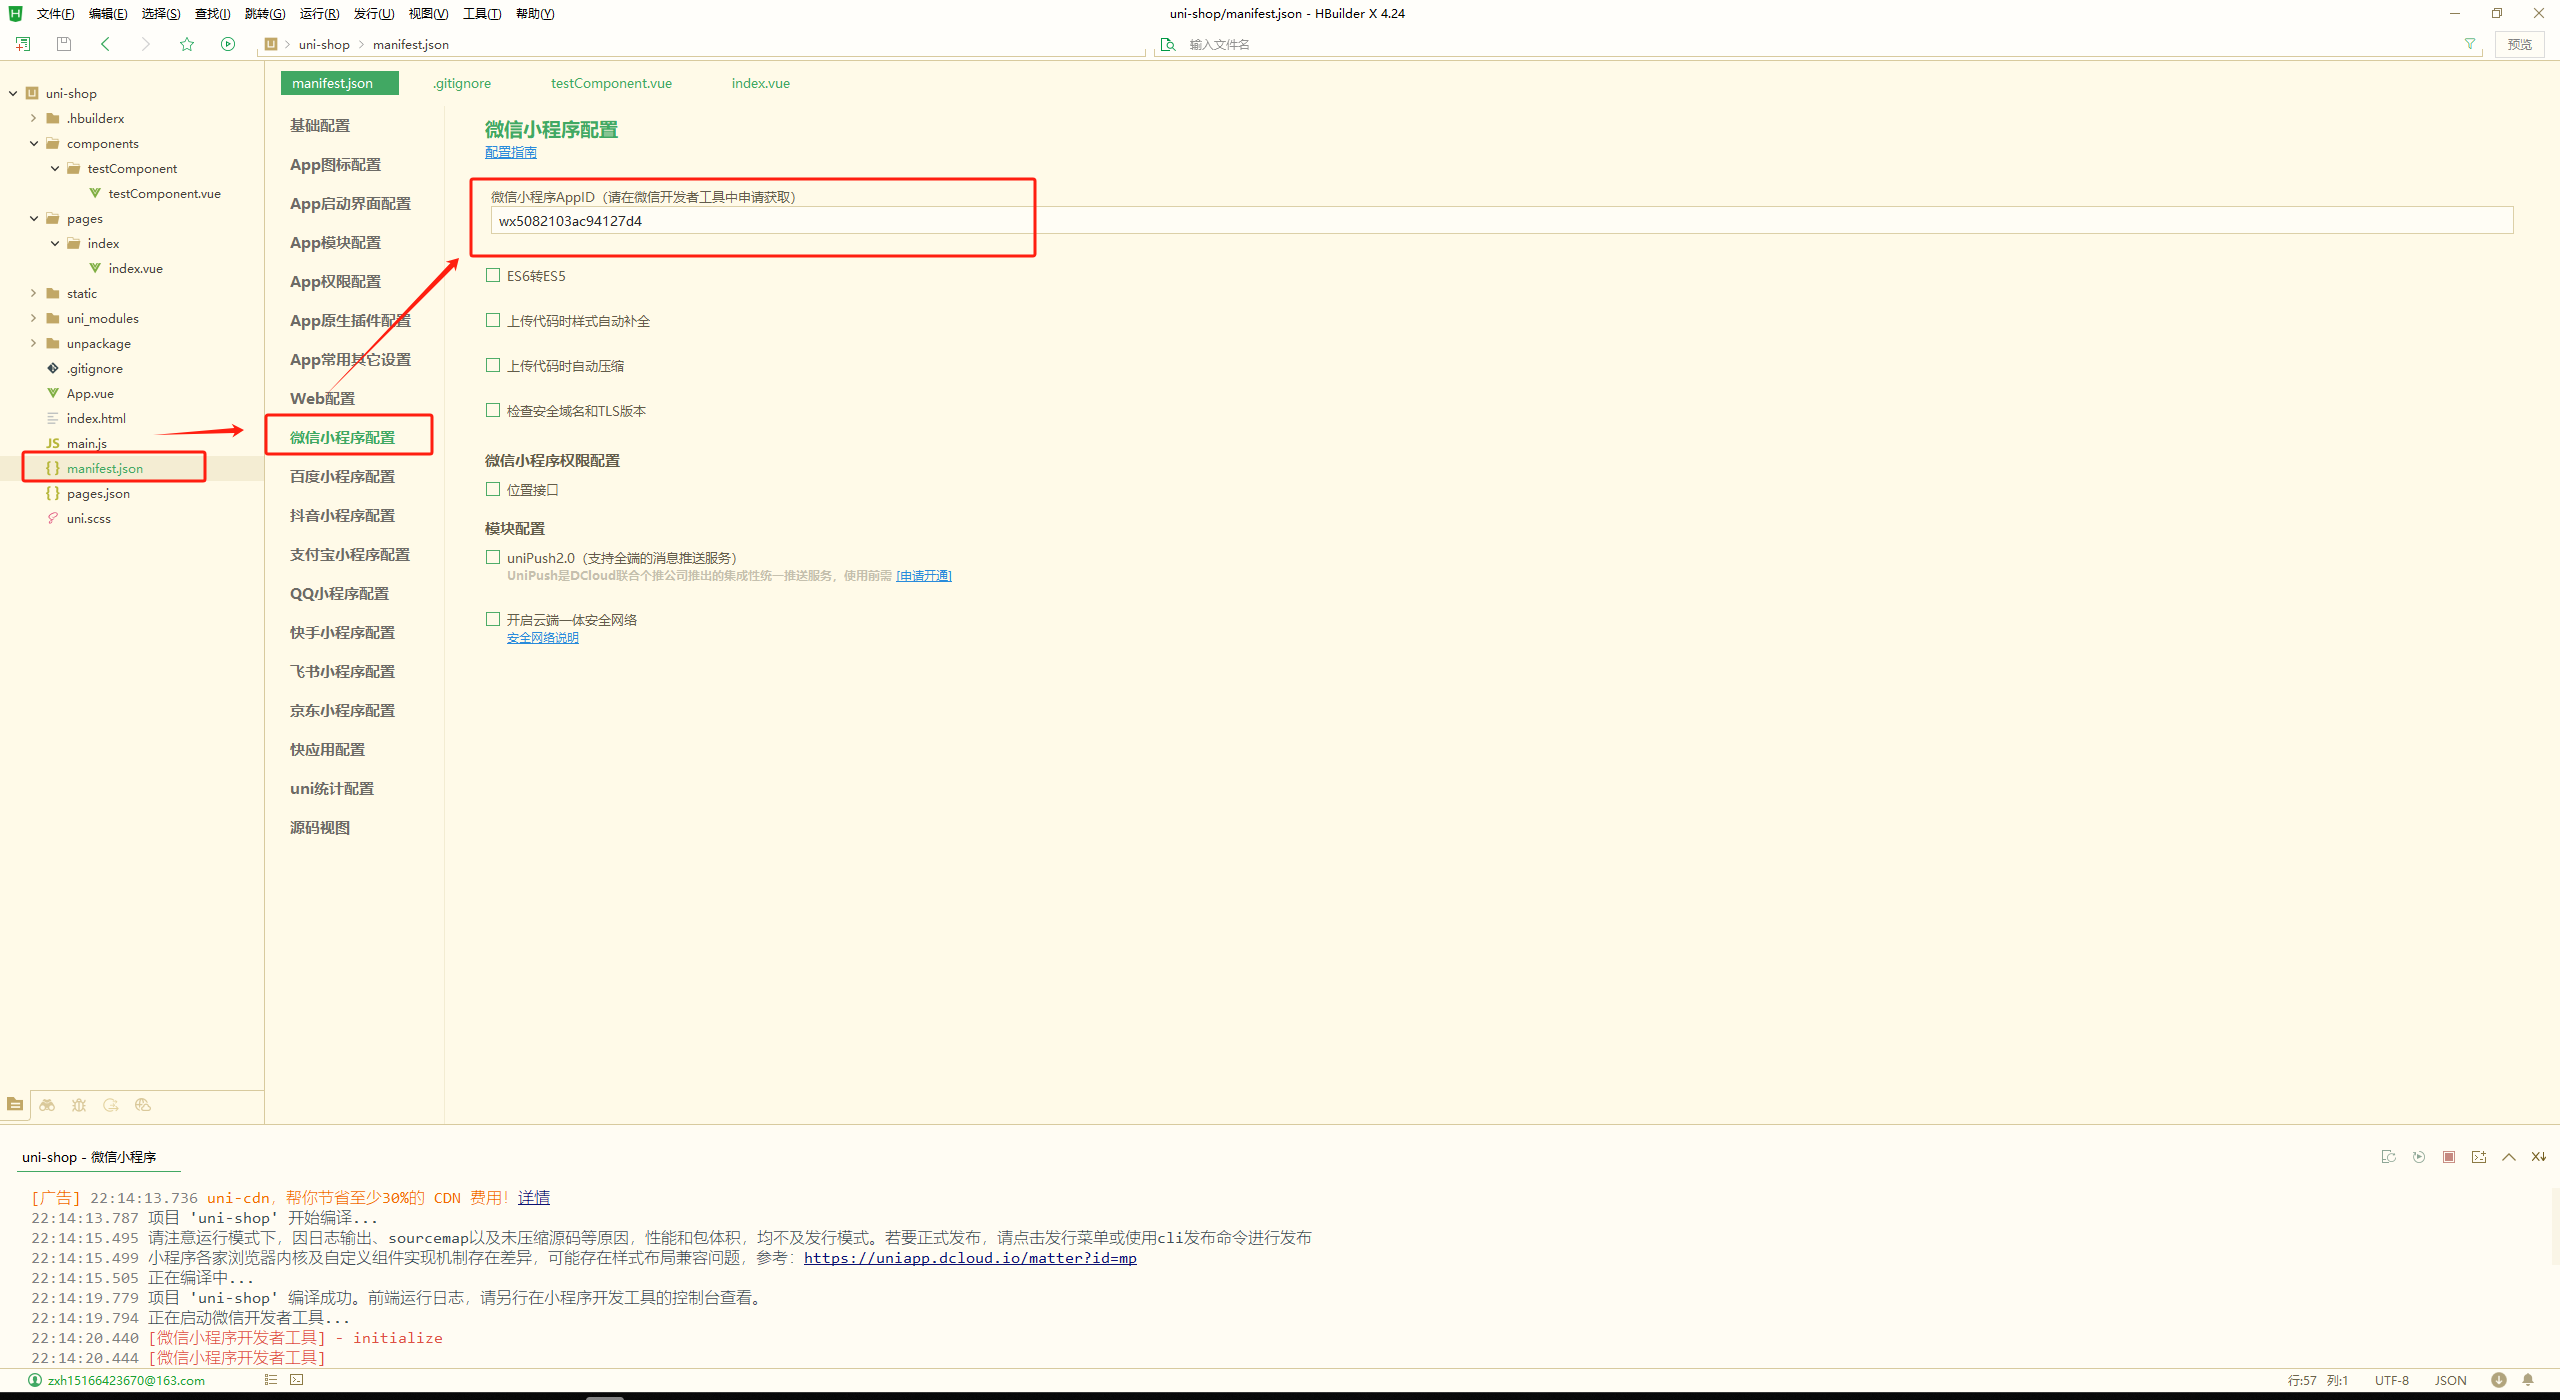 文件(F) 编辑(E) 选择(S) 查找(I) 跳转(G) 运行(R) 发行(U) 视图(V) 工具(T) 帮助(Y)
uni-shop/manifest.json - HBuilder X 4.24
uni-shop manifest.json
输入文件名
预览
uni-shop
.hbuilderx
components
testComponent
testComponent.vue
pages
index
index.vue
static
uni_modules
unpackage
.gitignore
App.vue
index.html
main.js
manifest.json
pages.json
uni.scss
manifest.json .gitignore testComponent.vue index.vue
基础配置
App图标配置
App启动界面配置
App模块配置
App权限配置
App原生插件配置
App常用其它设置
Web配置
微信小程序配置
百度小程序配置
抖音小程序配置
支付宝小程序配置
QQ小程序配置
快手小程序配置
飞书小程序配置
京东小程序配置
快应用配置
uni统计配置
源码视图
微信小程序配置
配置指南
微信小程序AppID（请在微信开发者工具中申请获取）
wx5082103ac94127d4
ES6转ES5
上传代码时样式自动补全
上传代码时自动压缩
检查安全域名和TLS版本
微信小程序权限配置
位置接口
模块配置
uniPush2.0（支持全端的消息推送服务）
UniPush是DCloud联合个推公司推出的集成性统一推送服务，使用前需 [申请开通]
开启云端一体安全网络
安全网络说明
uni-shop - 微信小程序
[广告] 22:14:13.736 uni-cdn，帮你节省至少30%的 CDN 费用！详情
22:14:13.787 项目 'uni-shop' 开始编译...
22:14:15.495 请注意运行模式下，因日志输出、sourcemap以及未压缩源码等原因，性能和包体积，均不及发行模式。若要正式发布，请点击发行菜单或使用cli发布命令进行发布
22:14:15.499 小程序各家浏览器内核及自定义组件实现机制存在差异，可能存在样式布局兼容问题，参考：https://uniapp.dcloud.io/matter?id=mp
22:14:15.505 正在编译中...
22:14:19.779 项目 'uni-shop' 编译成功。前端运行日志，请另行在小程序开发工具的控制台查看。
22:14:19.794 正在启动微信开发者工具...
22:14:20.440 [微信小程序开发者工具] - initialize
22:14:20.444 [微信小程序开发者工具]
zxh15166423670@163.com
行:57 列:1 UTF-8 JSON